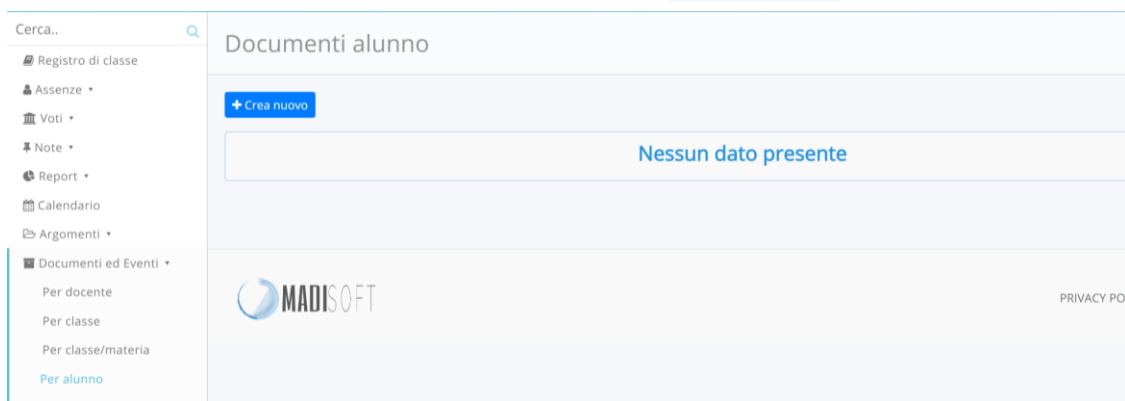 Cerca..
Registro di classe
Assenze
Voti
Note
Report
Calendario
Argomenti
Documenti ed Eventi
Per docente
Per classe
Per classe/materia
Per alunno
Documenti alunno
+ Crea nuovo
Nessun dato presente
MADISOFT
PRIVACY PO